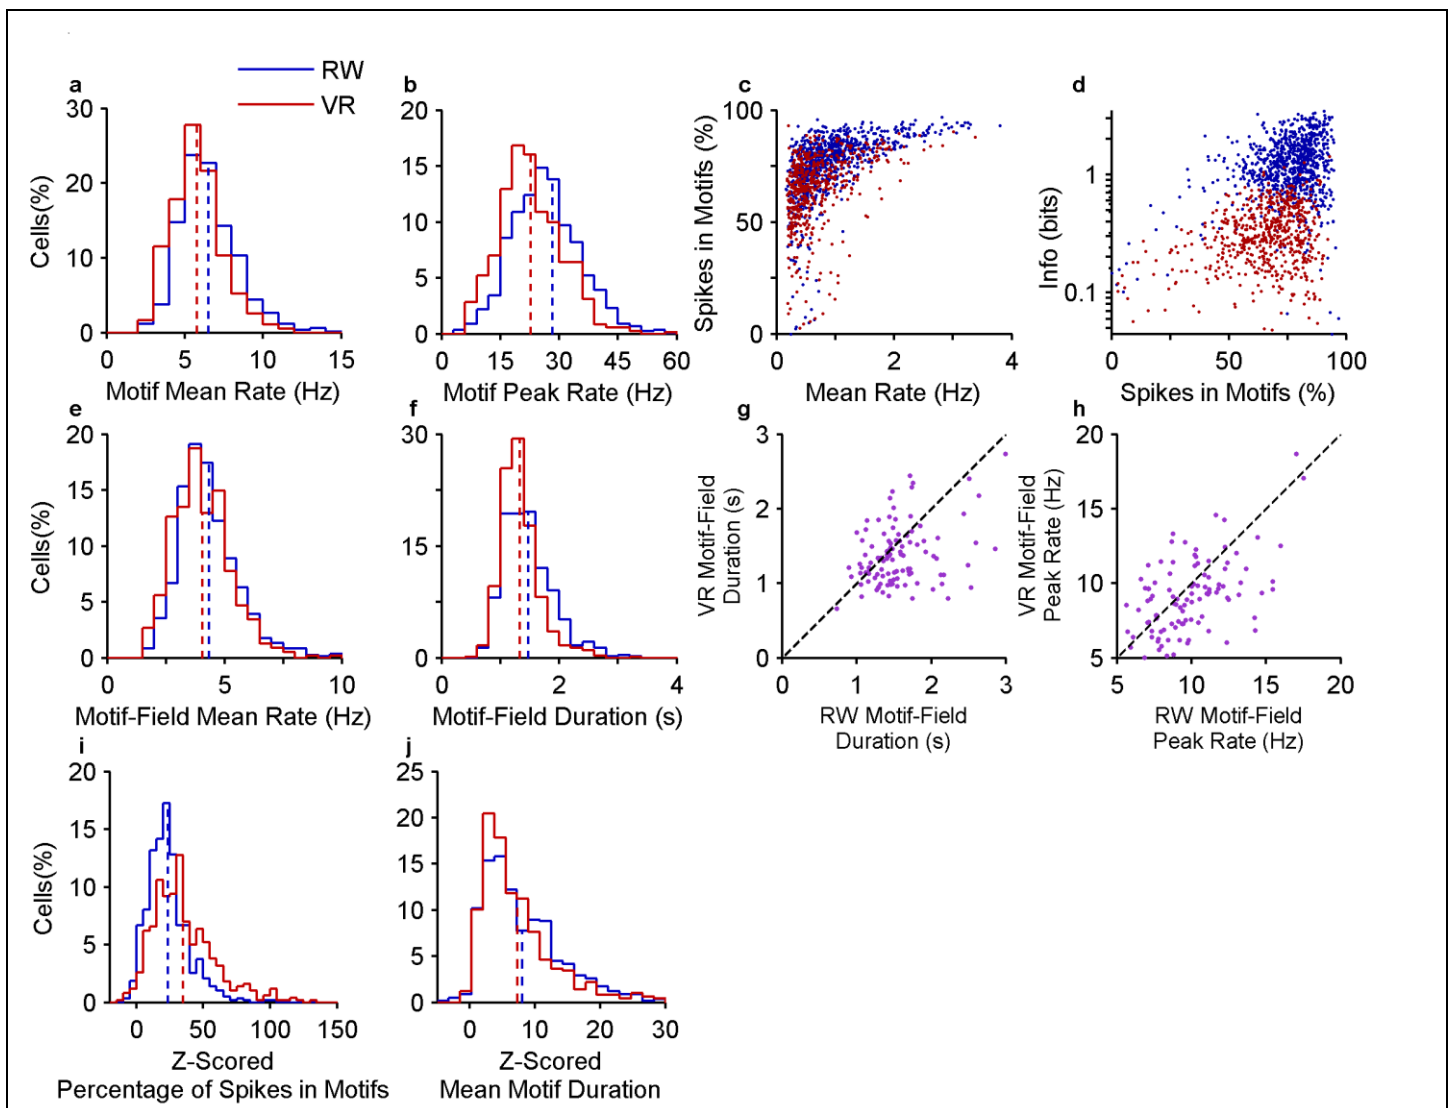 RW
VR
a
30
20
10
0
Cells(%)
0 5 10 15
Motif Mean Rate (Hz)
b
20
15
10
5
0
0 15 30 45 60
Motif Peak Rate (Hz)
c
100
50
0
Spikes in Motifs (%)
0 2 4
Mean Rate (Hz)
d
1
0.1
Info (bits)
0 50 100
Spikes in Motifs (%)
e
20
15
10
5
0
Cells(%)
0 5 10
Motif-Field Mean Rate (Hz)
f
30
15
0
0 2 4
Motif-Field Duration (s)
g
3
2
1
0
VR Motif-Field
Duration (s)
0 1 2 3
RW Motif-Field
Duration (s)
h
20
15
10
5
VR Motif-Field
Peak Rate (Hz)
5 10 15 20
RW Motif-Field
Peak Rate (Hz)
i
20
15
10
5
0
Cells(%)
0 50 100 150
Z-Scored
Percentage of Spikes in Motifs
j
25
20
15
10
5
0
0 10 20 30
Z-Scored
Mean Motif Duration